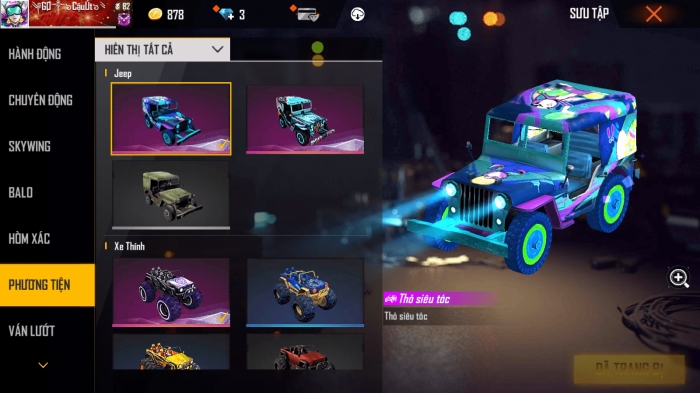 GD CậuÚt
82
878
3
SƯU TẬP
HÀNH ĐỘNG
CHUYỂN ĐỘNG
SKYWING
BALO
HÒM XÁC
PHƯƠNG TIỆN
VÁN LƯỚT
HIỂN THỊ TẤT CẢ
Jeep
Xe Thính
Thỏ siêu tốc
Thỏ siêu tốc
ĐÃ TRANG BỊ